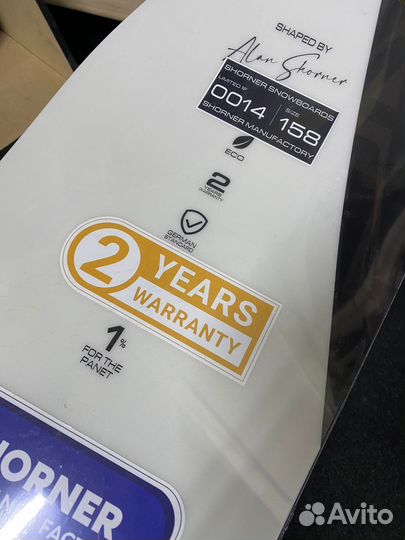 SHAPED BY
Alan Shorner
SHORNER SNOWBOARDS
LIMITED № 0014
SIZE 158
SHORNER MANUFACTORY
ECO
2
YEARS
WARRANTY
GERMAN
STANDARD
2 YEARS
WARRANTY
1%
FOR THE
PANET
HORNER
FACT
Avito